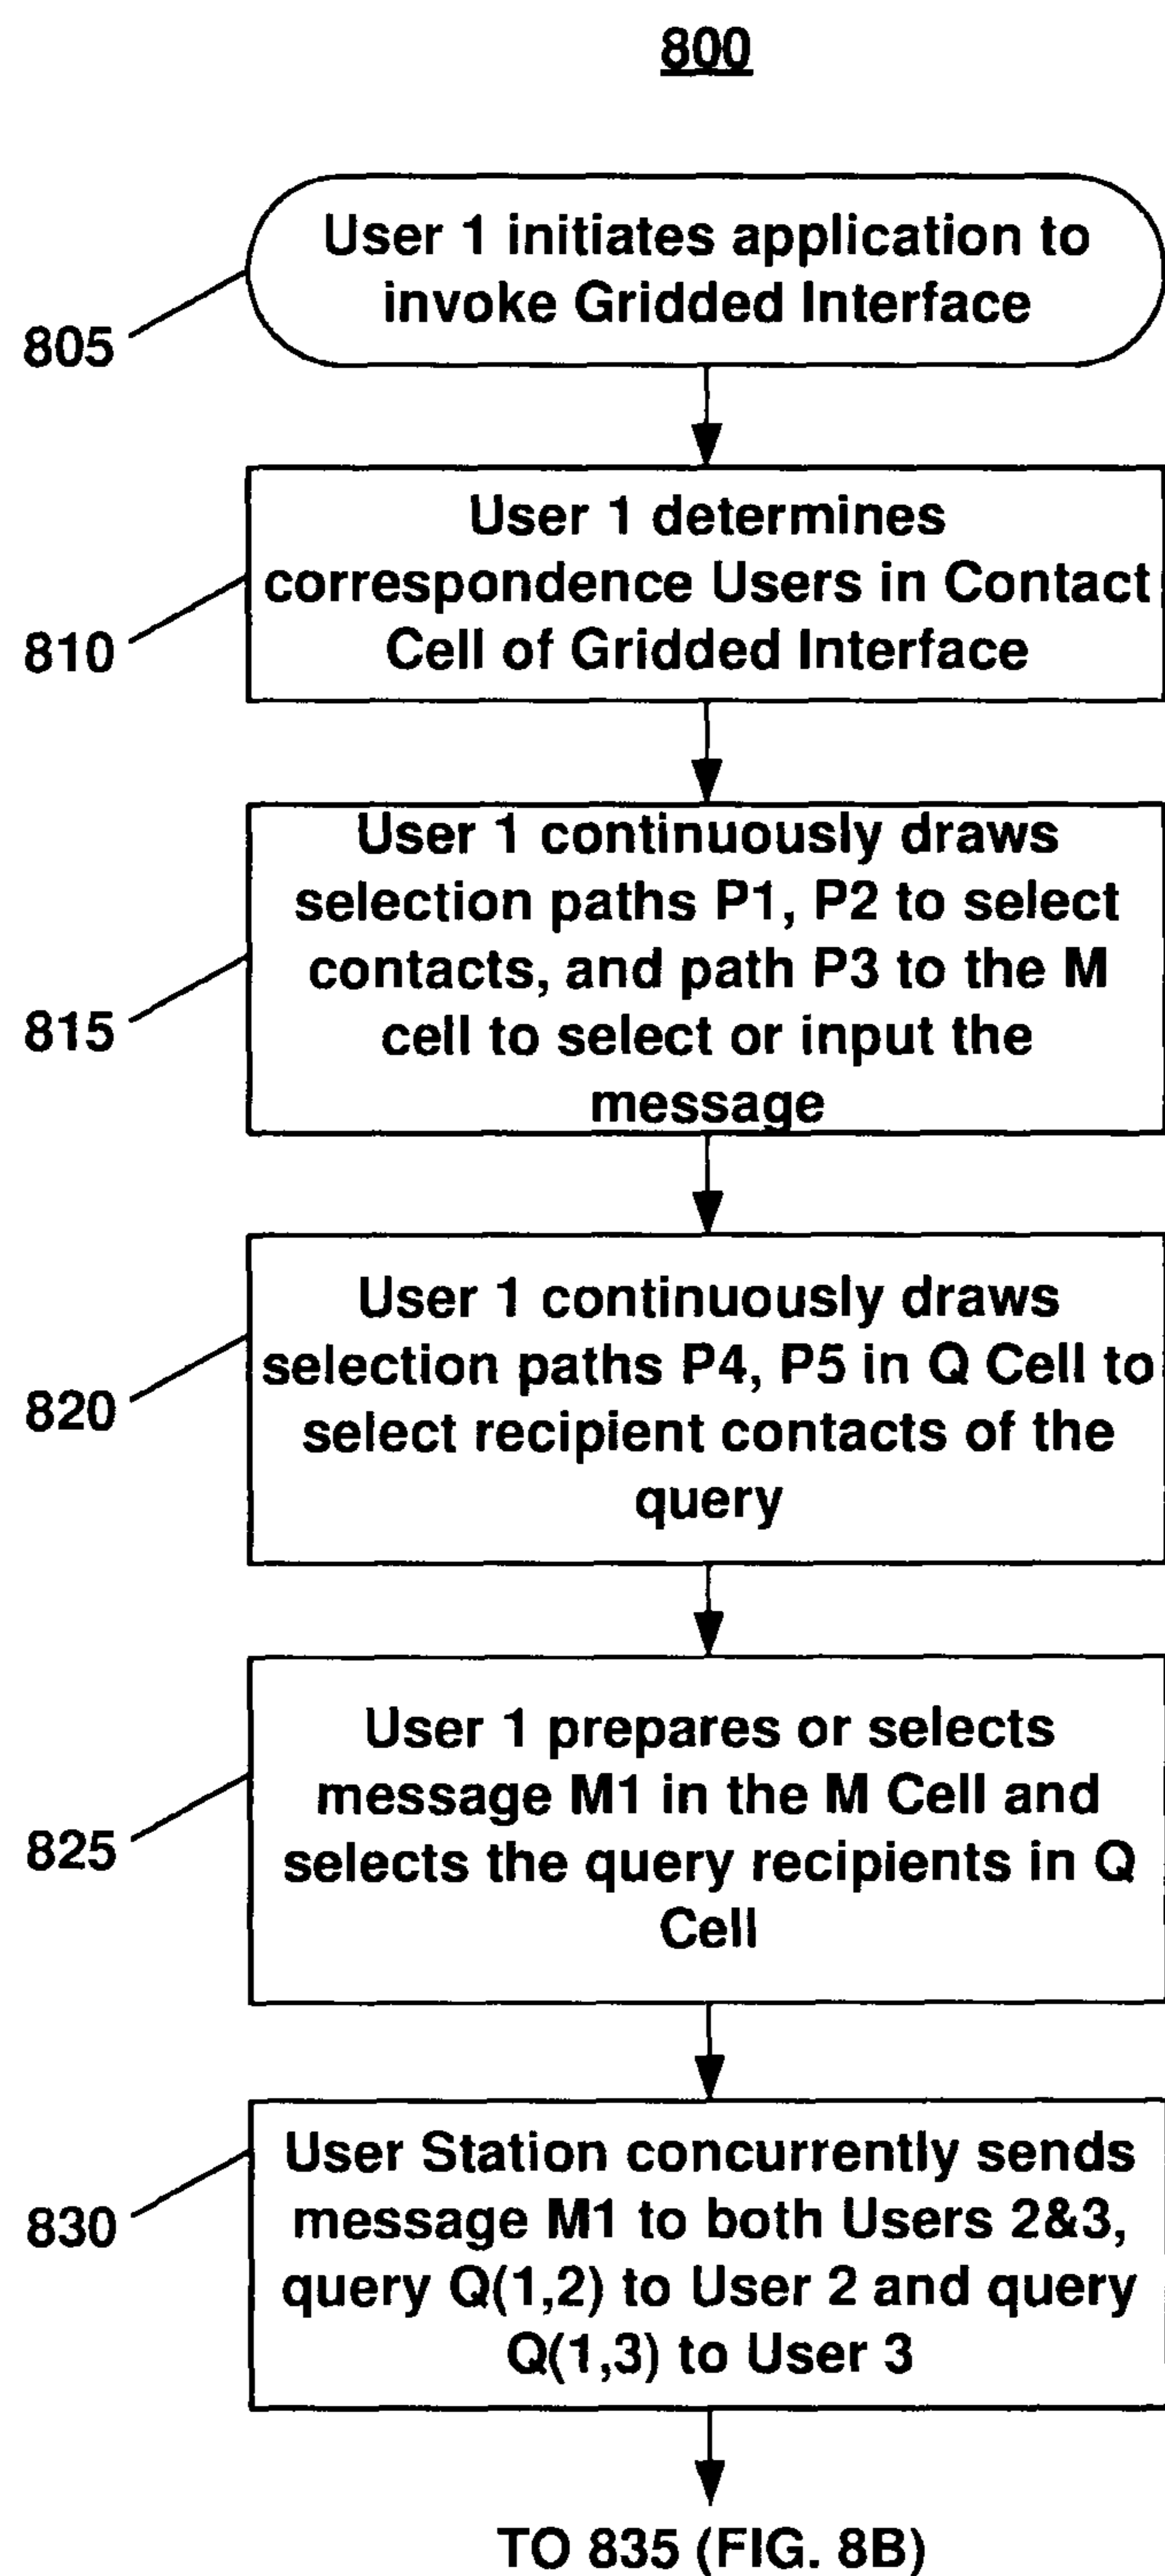 800
User 1 initiates application to
invoke Gridded Interface
805
User 1 determines
correspondence Users in Contact
Cell of Gridded Interface
810
User 1 continuously draws
selection paths P1, P2 to select
contacts, and path P3 to the M
cell to select or input the
message
815
User 1 continuously draws
selection paths P4, P5 in Q Cell to
select recipient contacts of the
query
820
User 1 prepares or selects
message M1 in the M Cell and
selects the query recipients in Q
Cell
825
User Station concurrently sends
message M1 to both Users 2&3,
query Q(1,2) to User 2 and query
Q(1,3) to User 3
830
TO 835 (FIG. 8B)